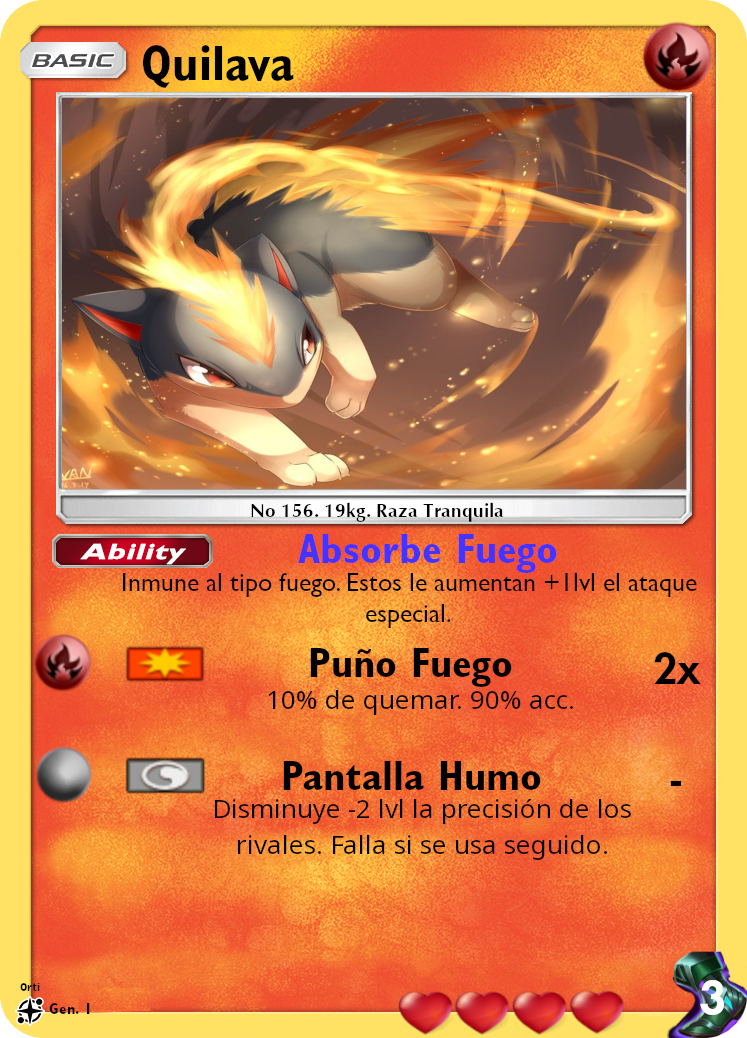 BASIC Quilava
VAN
No 156. 19kg. Raza Tranquila
Ability Absorbe Fuego
Inmune al tipo fuego. Estos le aumentan +1lvl el ataque
especial.
Puño Fuego 2x
10% de quemar. 90% acc.
Pantalla Humo -
Disminuye -2 lvl la precisión de los
rivales. Falla si se usa seguido.
Orti
Gen. I
3